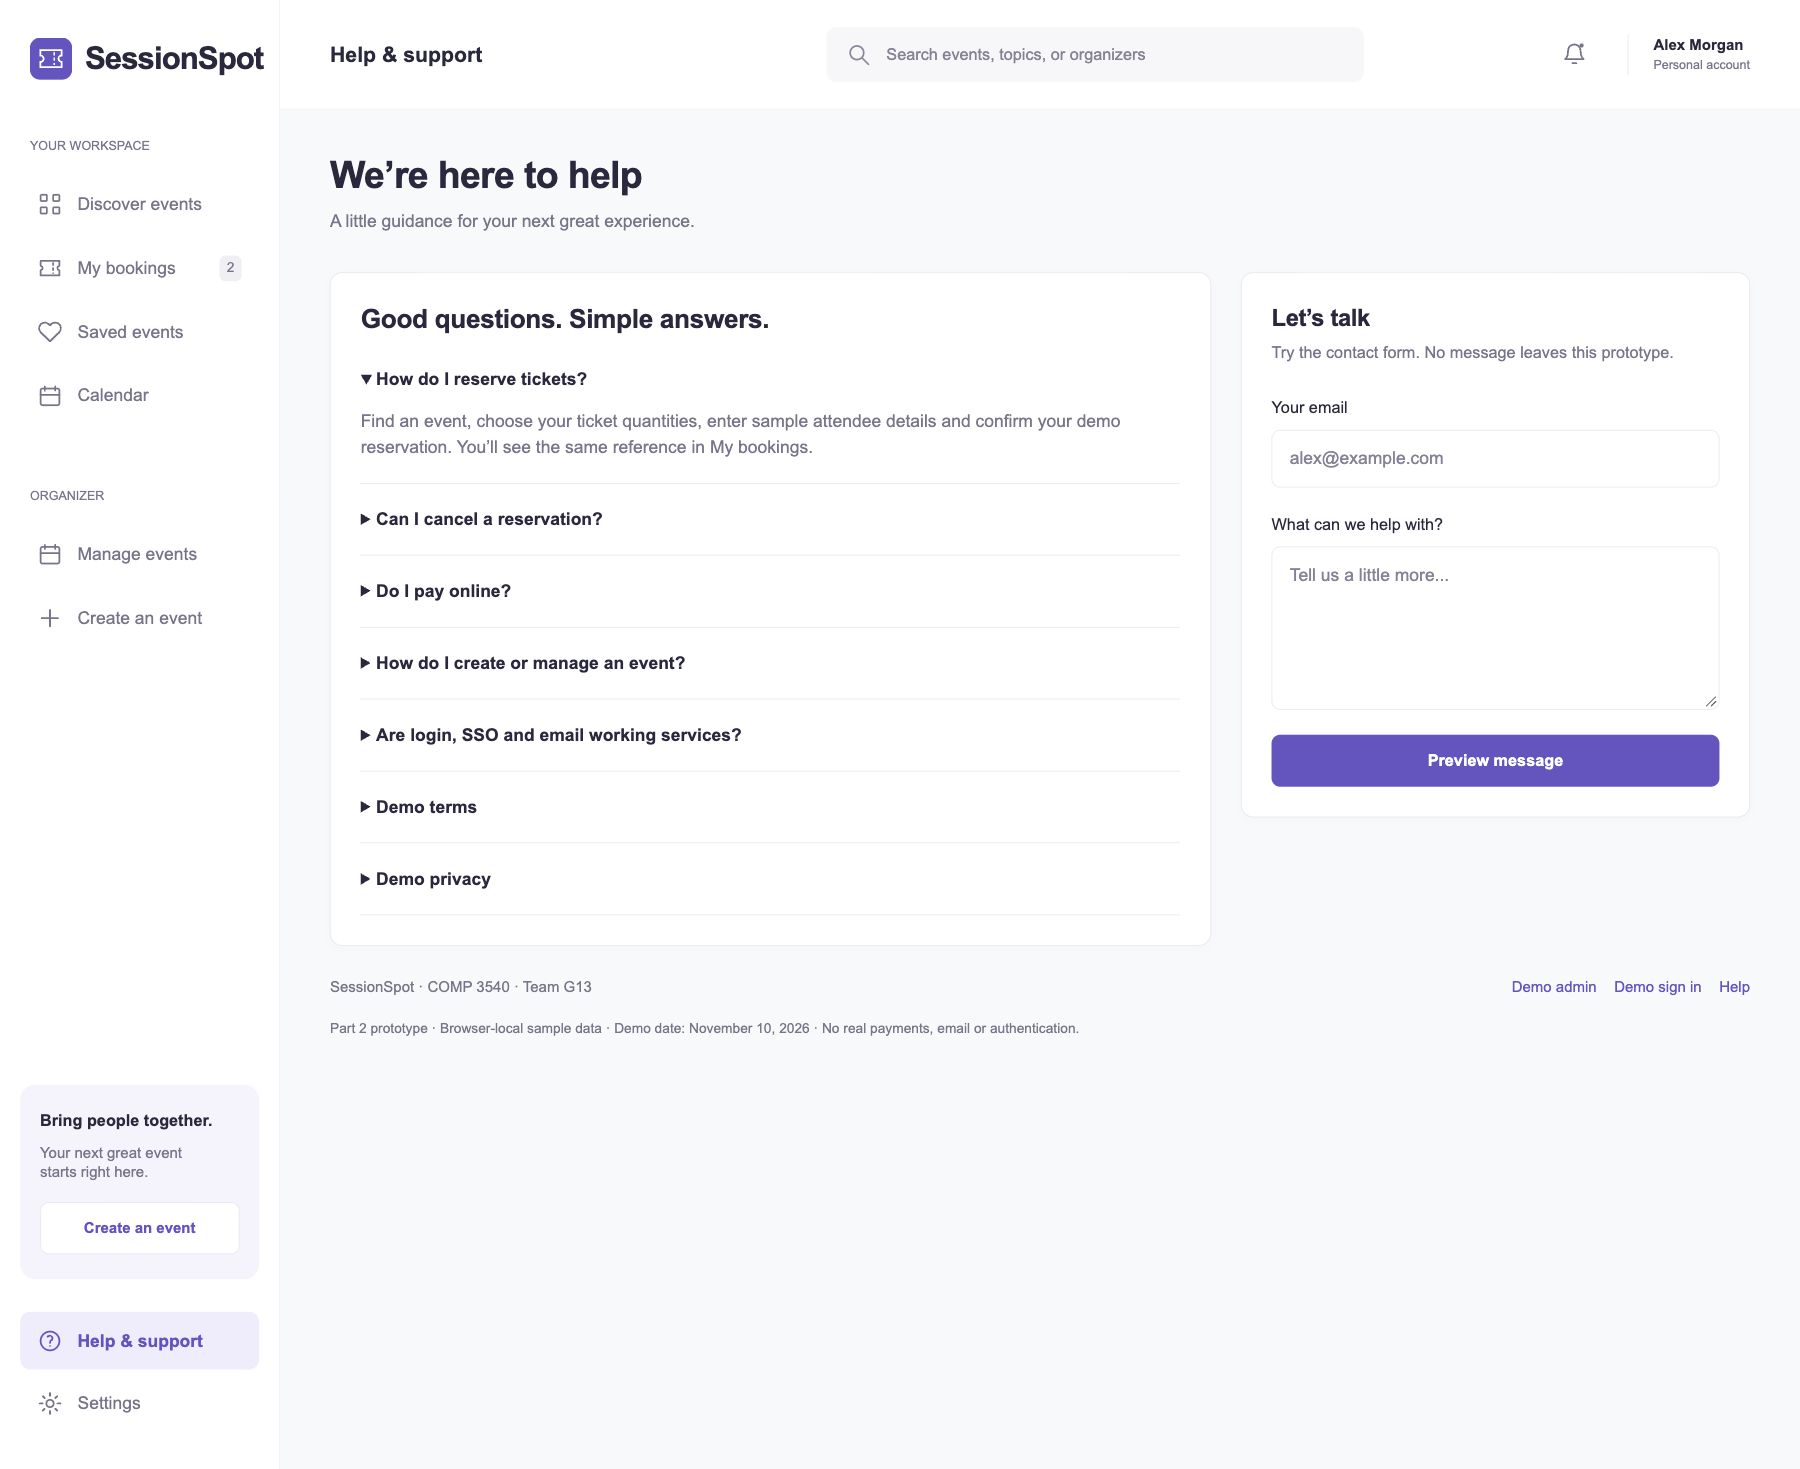 SessionSpot
YOUR WORKSPACE
Discover events
My bookings 2
Saved events
Calendar
ORGANIZER
Manage events
Create an event
Bring people together.
Your next great event
starts right here.
Create an event
Help & support
Settings
Help & support
Search events, topics, or organizers
Alex Morgan
Personal account
We’re here to help
A little guidance for your next great experience.
Good questions. Simple answers.
How do I reserve tickets?
Find an event, choose your ticket quantities, enter sample attendee details and confirm your demo
reservation. You’ll see the same reference in My bookings.
Can I cancel a reservation?
Do I pay online?
How do I create or manage an event?
Are login, SSO and email working services?
Demo terms
Demo privacy
Let’s talk
Try the contact form. No message leaves this prototype.
Your email
alex@example.com
What can we help with?
Tell us a little more...
Preview message
SessionSpot · COMP 3540 · Team G13
Demo admin Demo sign in Help
Part 2 prototype · Browser-local sample data · Demo date: November 10, 2026 · No real payments, email or authentication.